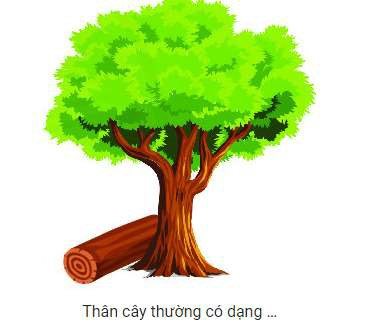 Thân cây thường có dạng ...